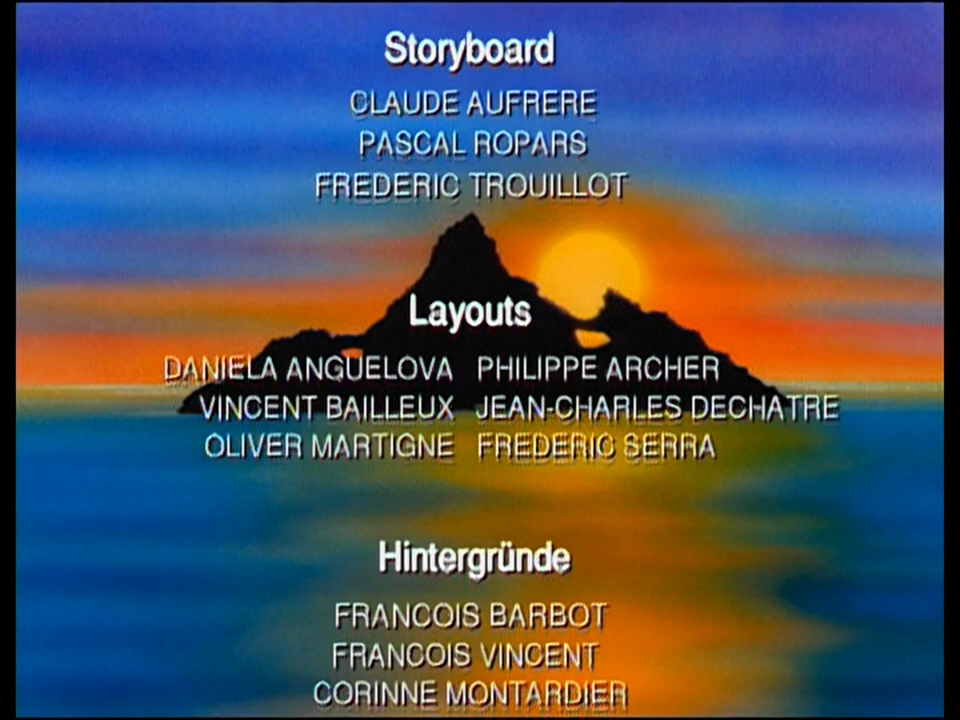 Storyboard
CLAUDE AUFRERE
PASCAL ROPARS
FREDERIC TROUILLOT
Layouts
DANIELA ANGUELOVA PHILIPPE ARCHER
VINCENT BAILLEUX JEAN-CHARLES DECHATRE
OLIVER MARTIGNE FREDERIC SERRA
Hintergründe
FRANCOIS BARBOT
FRANCOIS VINCENT
CORINNE MONTARDIER